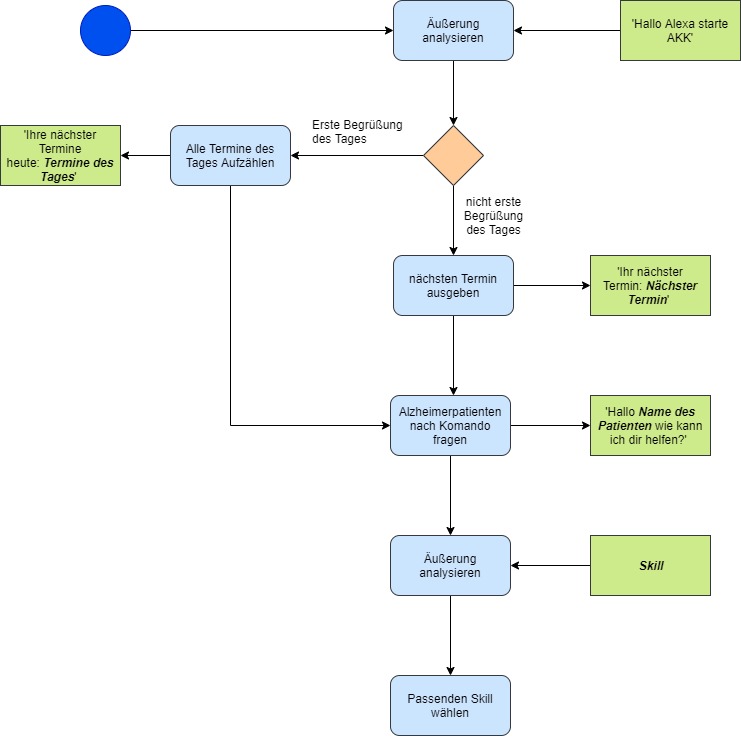 Äußerung
analysieren
'Hallo Alexa starte
AKK'
'Ihre nächster
Termine
heute: Termine des
Tages'
Alle Termine des
Tages Aufzählen
Erste Begrüßung
des Tages
nicht erste
Begrüßung
des Tages
nächsten Termin
ausgeben
'Ihr nächster
Termin: Nächster
Termin'
Alzheimerpatienten
nach Komando
fragen
'Hallo Name des
Patienten wie kann
ich dir helfen?'
Äußerung
analysieren
Skill
Passenden Skill
wählen